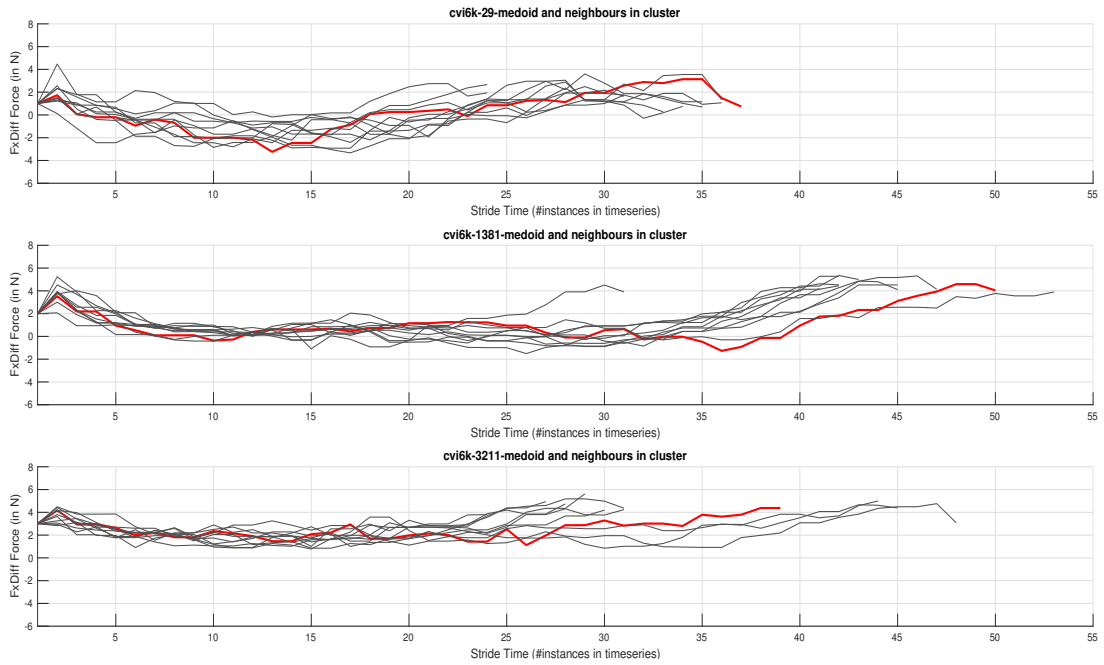 cvi6k-29-medoid and neighbours in cluster
8
6
4
2
0
-2
-4
-6
FxDiff Force (in N)
5 10 15 20 25 30 35 40 45 50 55
Stride Time (#instances in timeseries)
cvi6k-1381-medoid and neighbours in cluster
8
6
4
2
0
-2
-4
-6
FxDiff Force (in N)
5 10 15 20 25 30 35 40 45 50 55
Stride Time (#instances in timeseries)
cvi6k-3211-medoid and neighbours in cluster
8
6
4
2
0
-2
-4
-6
FxDiff Force (in N)
5 10 15 20 25 30 35 40 45 50 55
Stride Time (#instances in timeseries)